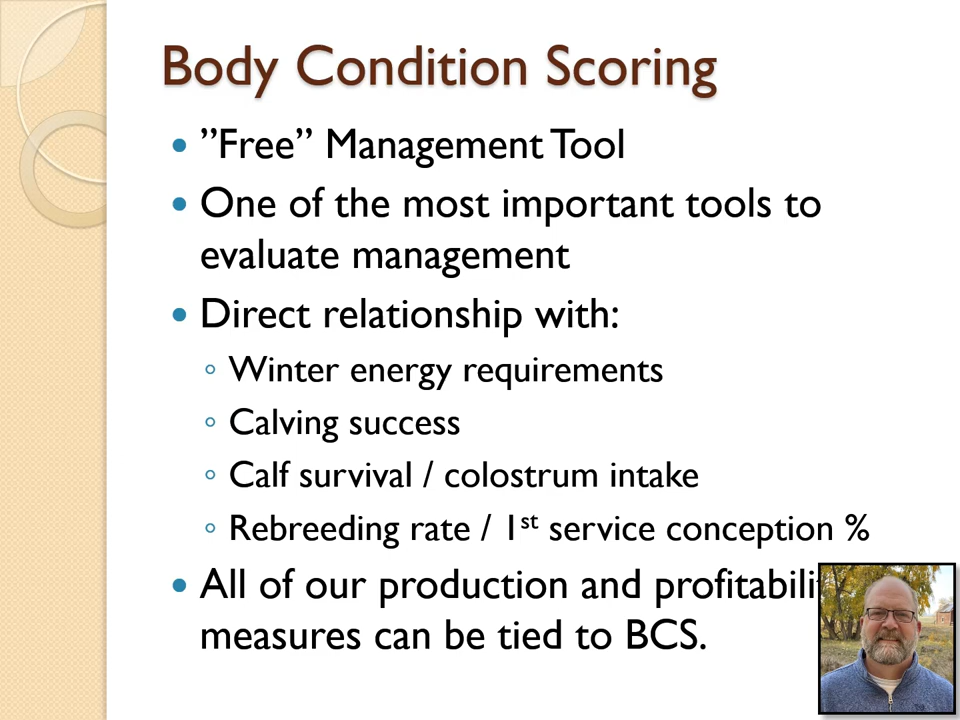 Body Condition Scoring
• ”Free” Management Tool
• One of the most important tools to
evaluate management
• Direct relationship with:
◦ Winter energy requirements
◦ Calving success
◦ Calf survival / colostrum intake
◦ Rebreeding rate / 1st service conception %
• All of our production and
measures can be tied to BCS.